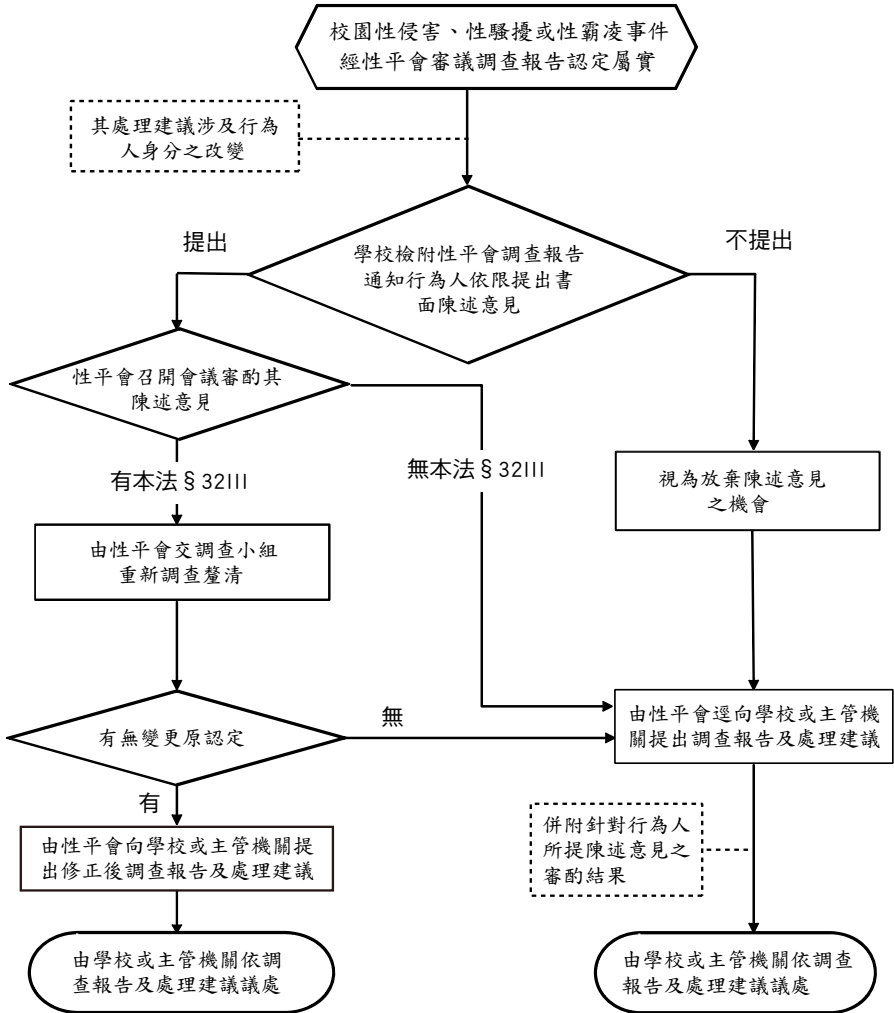 校園性侵害、性騷擾或性霸凌事件
經性平會審議調查報告認定屬實
其處理建議涉及行為
人身分之改變
提出
不提出
學校檢附性平會調查報告
通知行為人依限提出書
面陳述意見
性平會召開會議審酌其
陳述意見
有本法§32III
無本法§32III
視為放棄陳述意見
之機會
由性平會交調查小組
重新調查釐清
有無變更原認定
無
由性平會逕向學校或主管機
關提出調查報告及處理建議
有
由性平會向學校或主管機關提
出修正後調查報告及處理建議
併附針對行為人
所提陳述意見之
審酌結果
由學校或主管機關依調
查報告及處理建議議處
由學校或主管機關依調查
報告及處理建議議處